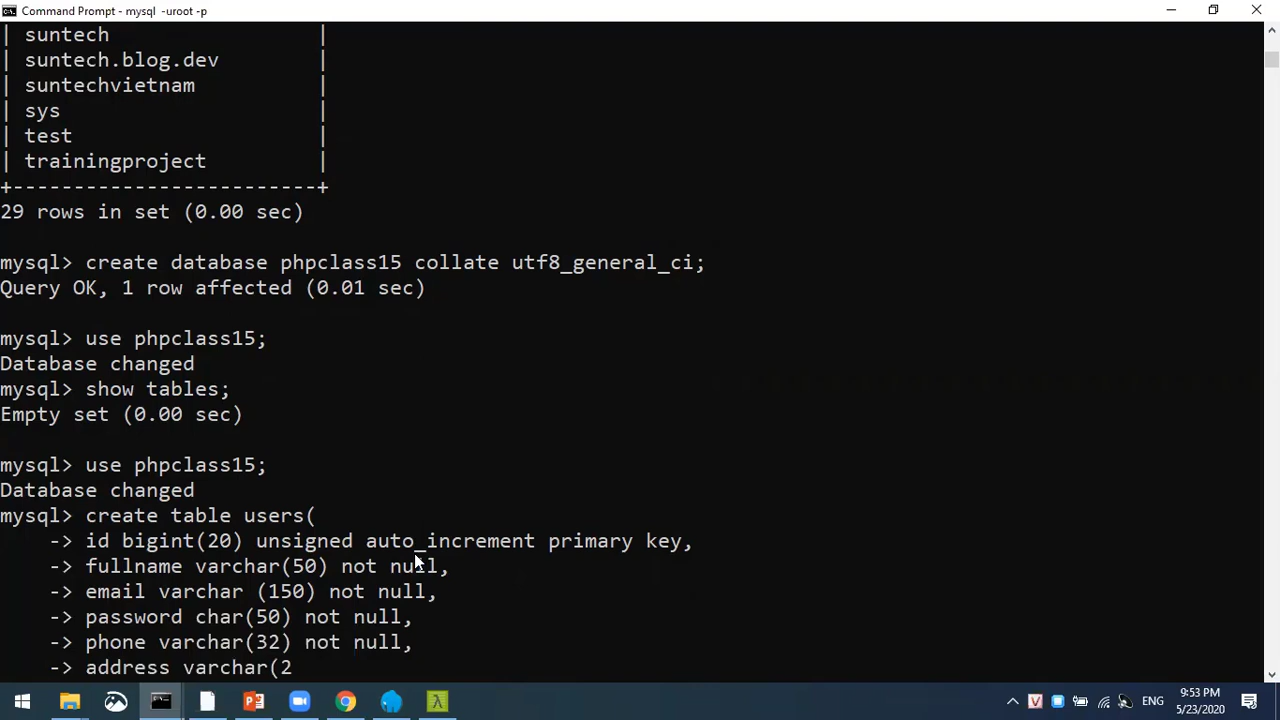 Command Prompt - mysql  -uroot -p
| suntech                 |
| suntech.blog.dev        |
| suntechvietnam          |
| sys                     |
| test                    |
| trainingproject         |
+-------------------------+
29 rows in set (0.00 sec)
mysql> create database phpclass15 collate utf8_general_ci;
Query OK, 1 row affected (0.01 sec)
mysql> use phpclass15;
Database changed
mysql> show tables;
Empty set (0.00 sec)
mysql> use phpclass15;
Database changed
mysql> create table users(
    -> id bigint(20) unsigned auto_increment primary key,
    -> fullname varchar(50) not null,
    -> email varchar (150) not null,
    -> password char(50) not null,
    -> phone varchar(32) not null,
    -> address varchar(2
ENG
9:53 PM
5/23/2020